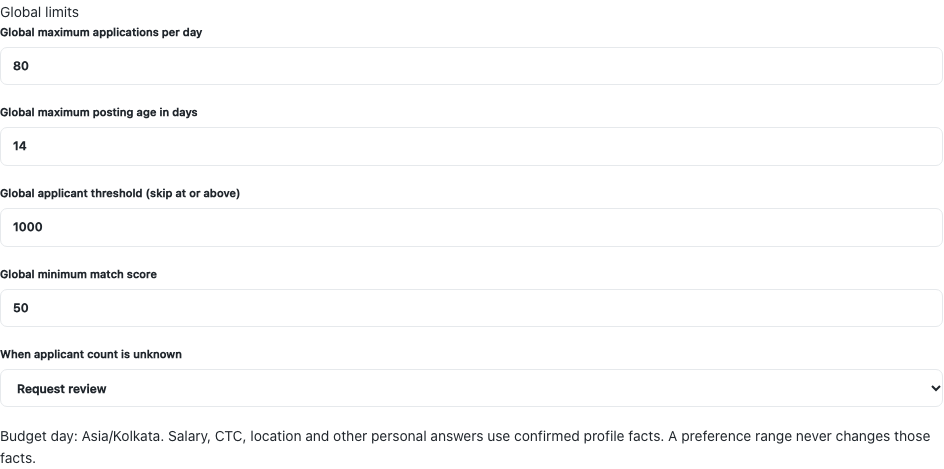 Global limits
Global maximum applications per day
80
Global maximum posting age in days
14
Global applicant threshold (skip at or above)
1000
Global minimum match score
50
When applicant count is unknown
Request review
Budget day: Asia/Kolkata. Salary, CTC, location and other personal answers use confirmed profile facts. A preference range never changes those
facts.